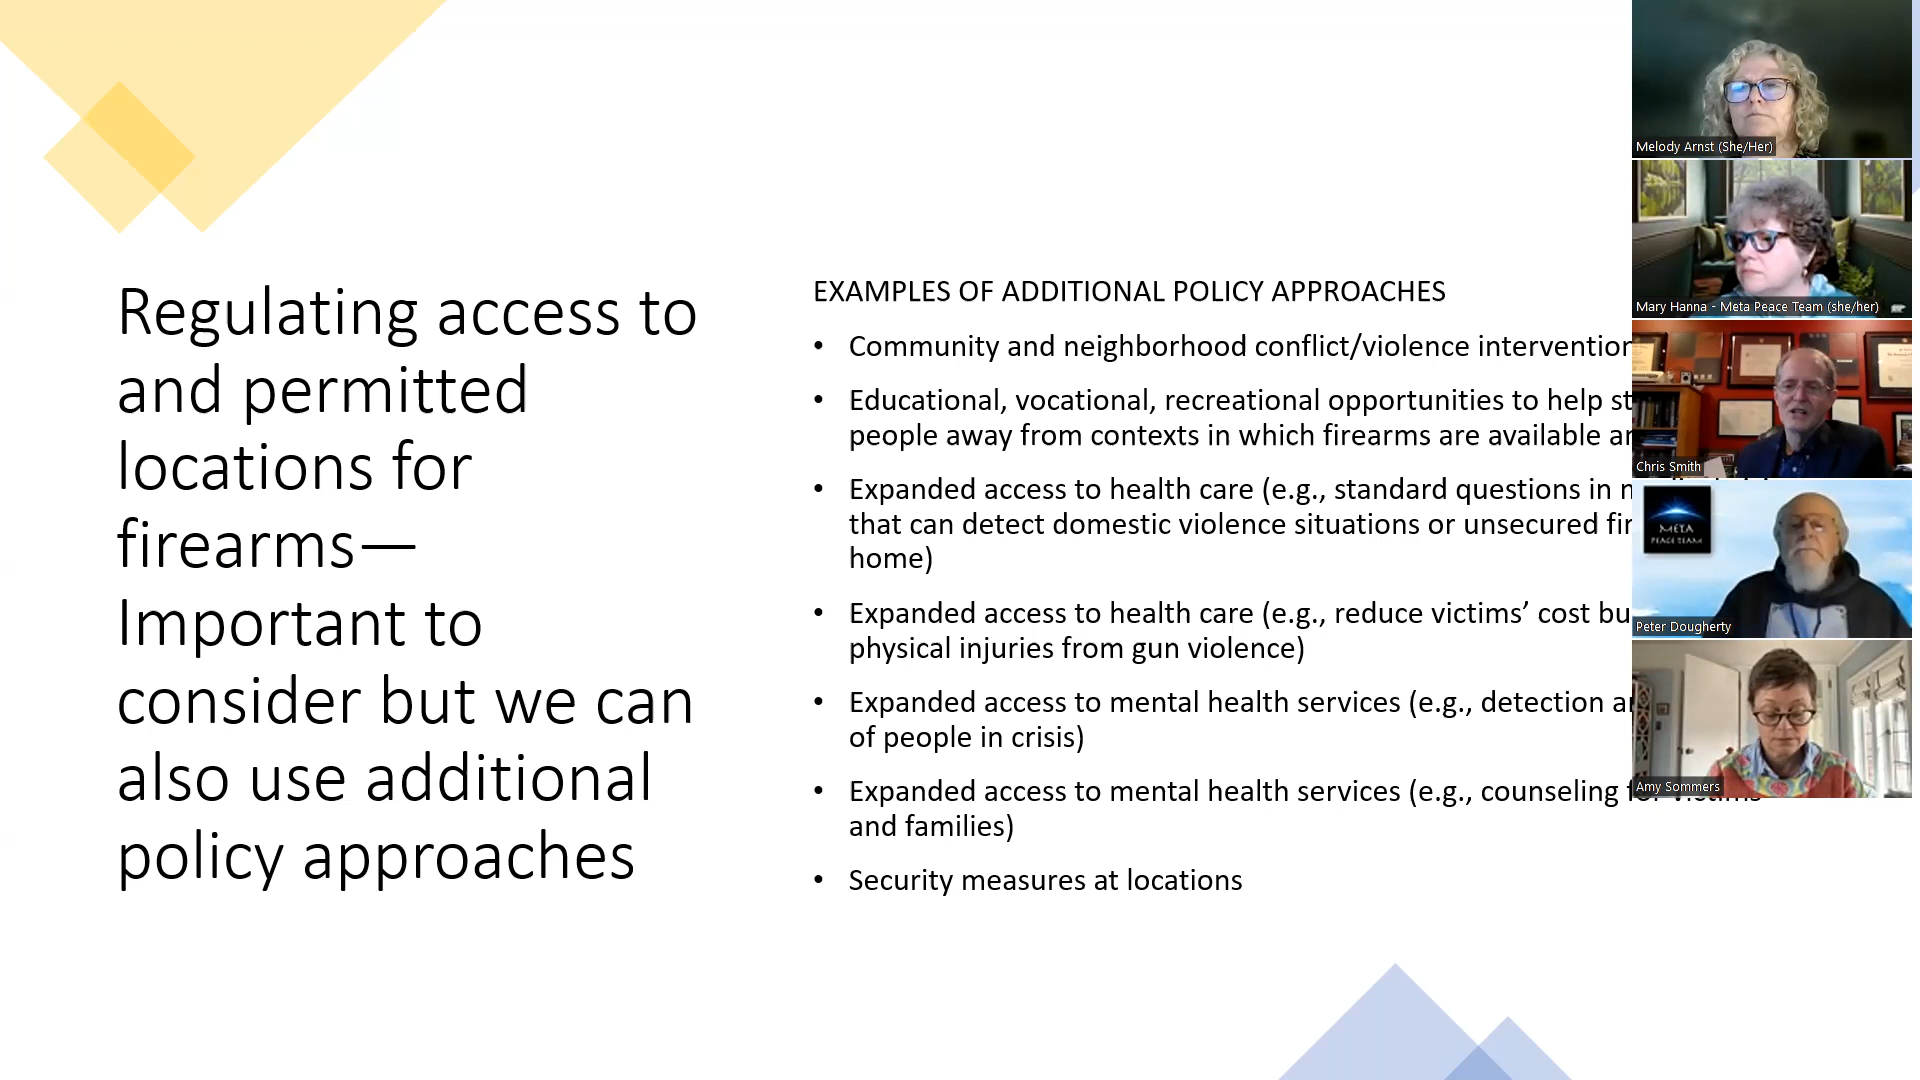 Regulating access to
and permitted
locations for
firearms—
Important to
consider but we can
also use additional
policy approaches
EXAMPLES OF ADDITIONAL POLICY APPROACHES
• Community and neighborhood conflict/violence intervention
• Educational, vocational, recreational opportunities to help
people away from contexts in which firearms are available
• Expanded access to health care (e.g., standard questions in
that can detect domestic violence situations or unsecured
home)
• Expanded access to health care (e.g., reduce victims’ cost
physical injuries from gun violence)
• Expanded access to mental health services (e.g., detection
of people in crisis)
• Expanded access to mental health services (e.g., counseling for victims
and families)
• Security measures at locations
Melody Arnst (She/Her)
Mary Hanna - Meta Peace Team (she/her)
Chris Smith
META
PEACE TEAM
Peter Dougherty
Amy Sommers